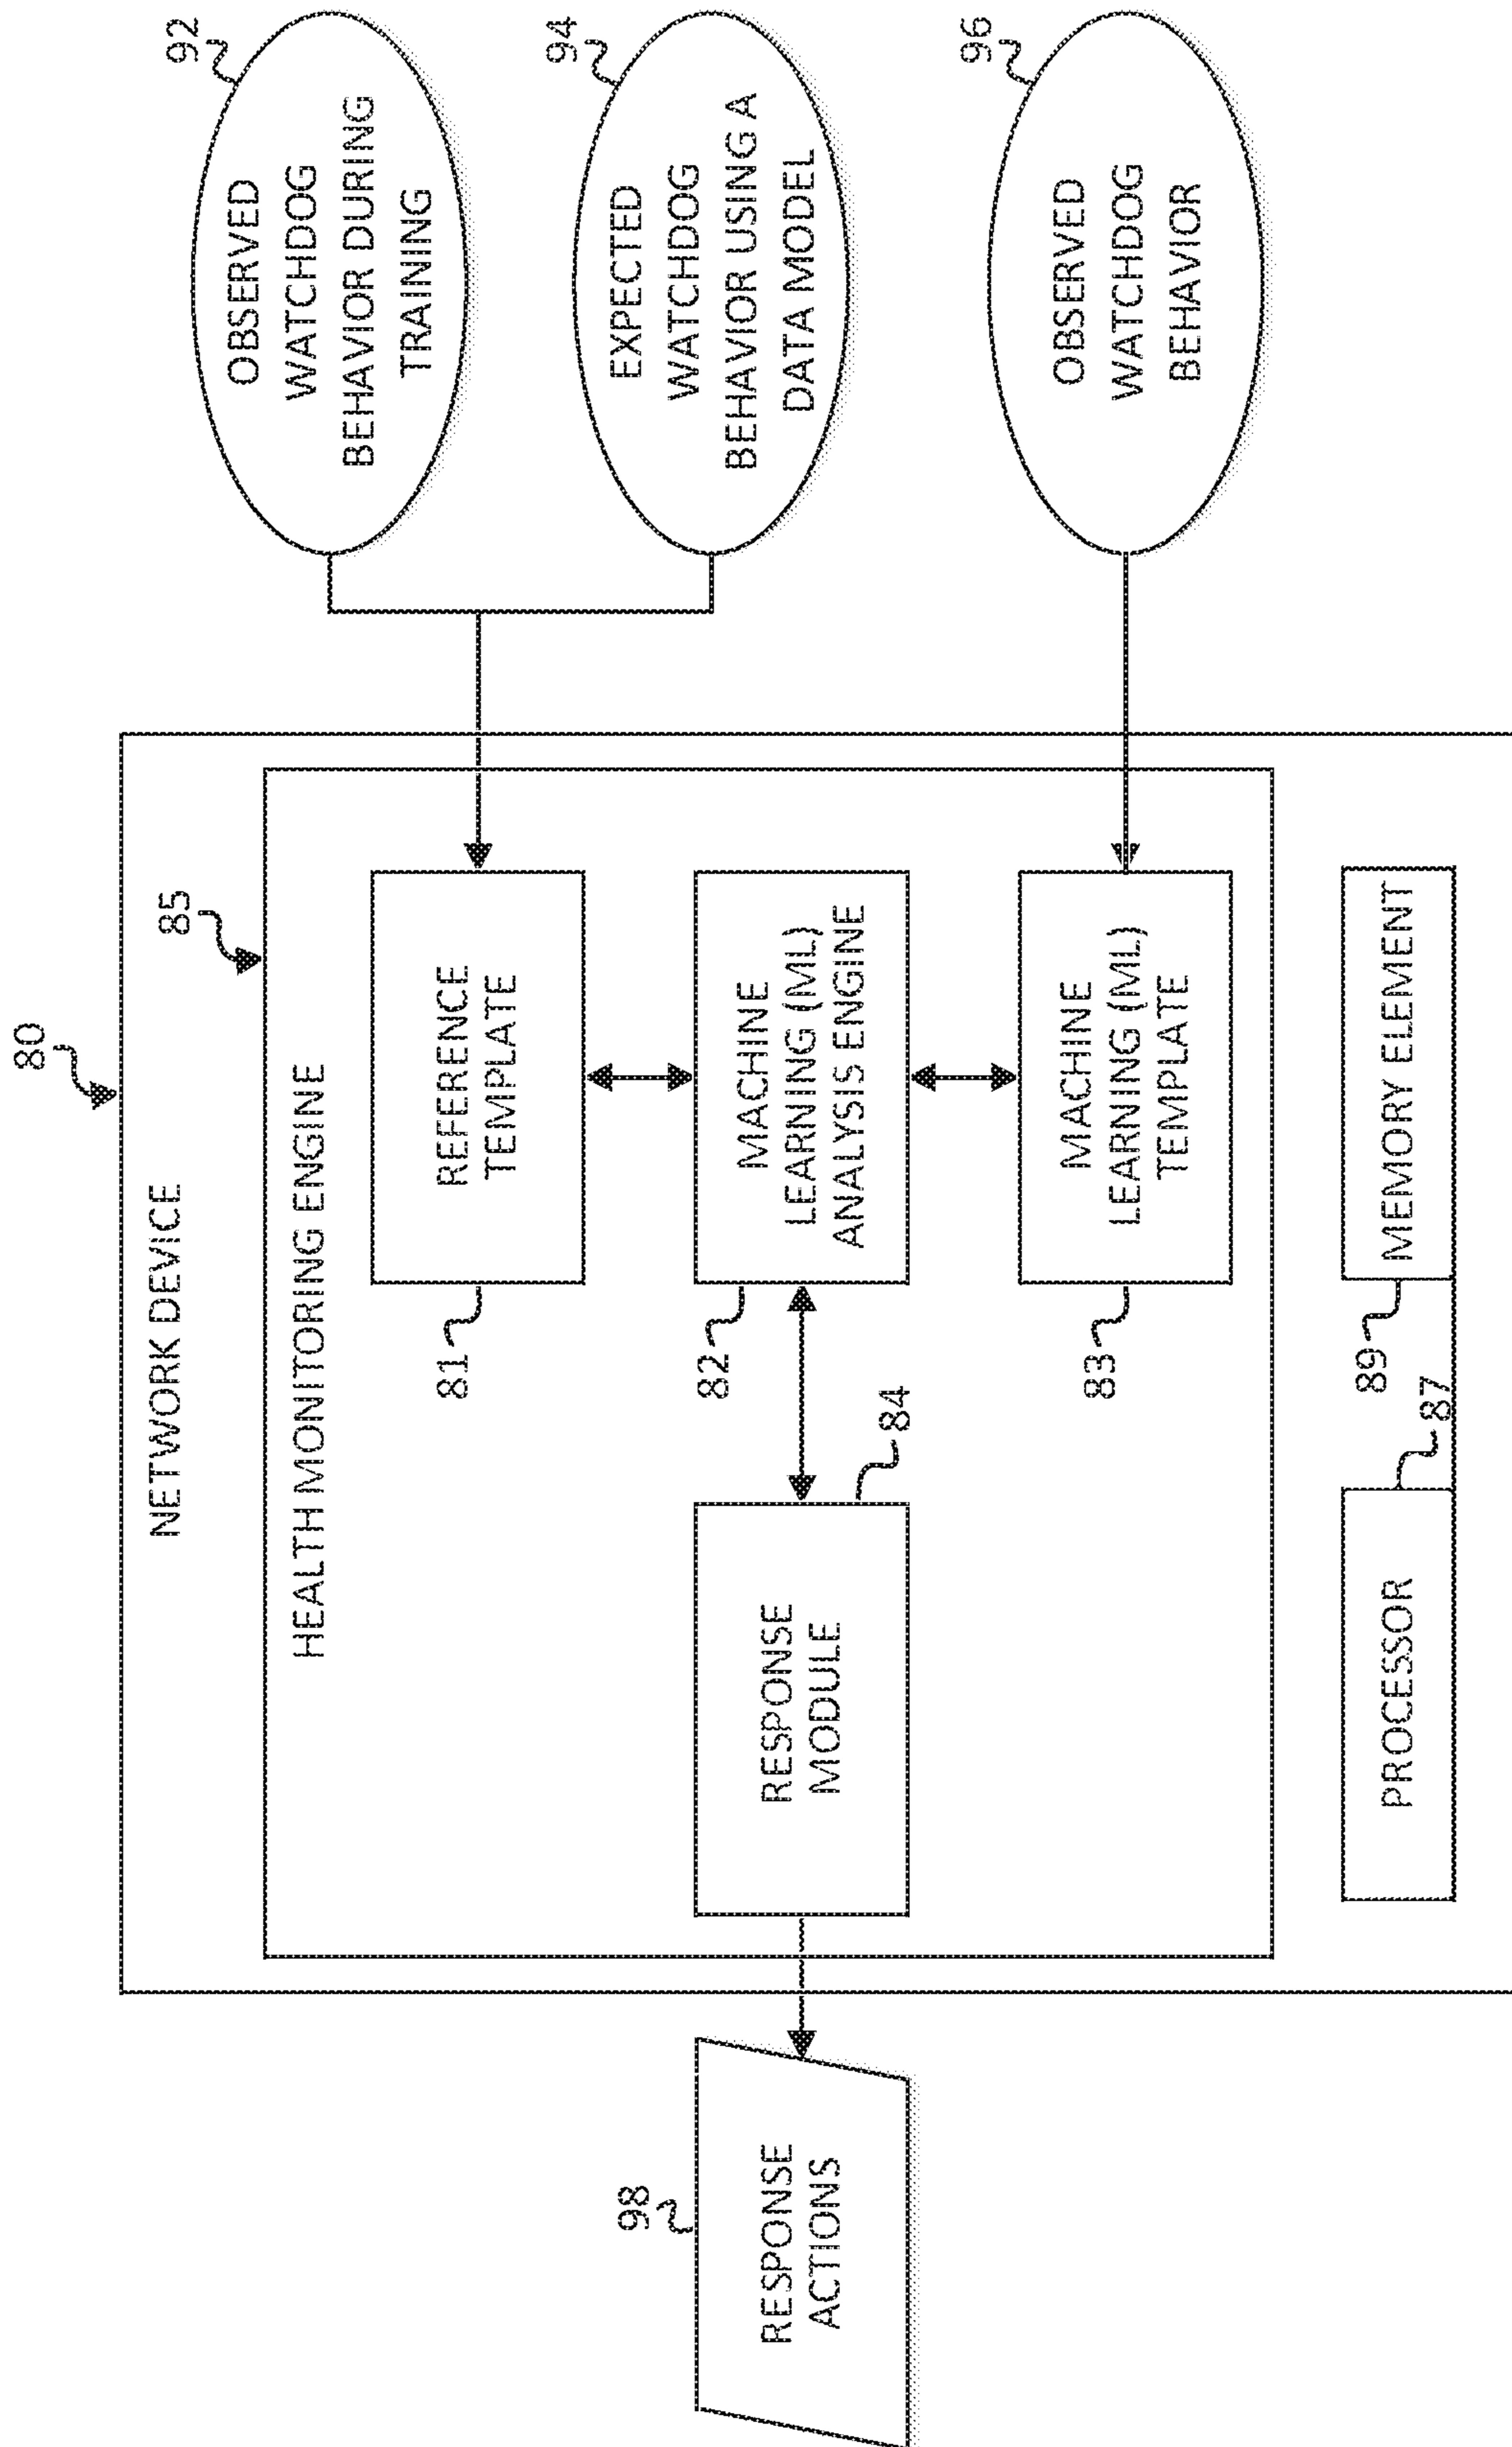 80
NETWORK DEVICE
85
HEALTH MONITORING ENGINE
92
OBSERVED
WATCHDOG
BEHAVIOR DURING
TRAINING
94
EXPECTED
WATCHDOG
BEHAVIOR USING A
DATA MODEL
96
OBSERVED
WATCHDOG
BEHAVIOR
81
REFERENCE
TEMPLATE
82
MACHINE
LEARNING (ML)
ANALYSIS ENGINE
83
MACHINE
LEARNING (ML)
TEMPLATE
84
RESPONSE
MODULE
98
RESPONSE
ACTIONS
87
PROCESSOR
89
MEMORY ELEMENT